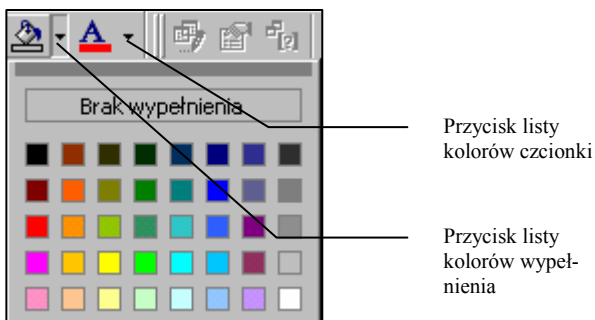 A
Brak wypełnienia
Przycisk listy
kolorów czcionki
Przycisk listy
kolorów wypeł-
nienia